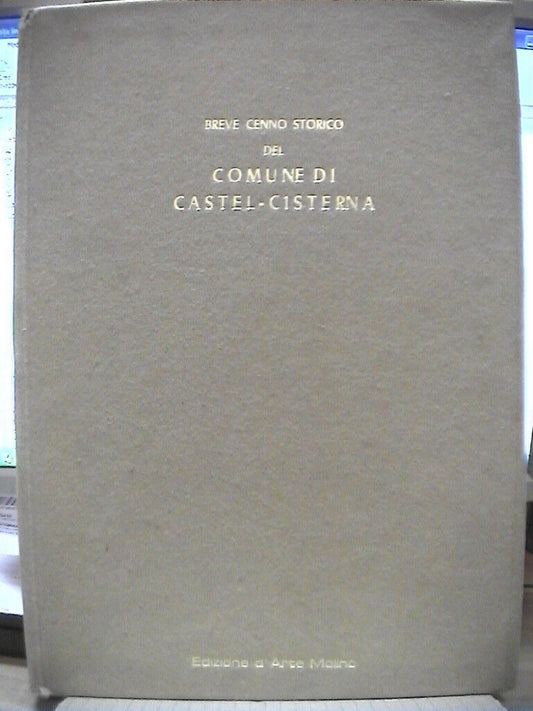 BREVE CENNO STORICO
DEL
COMUNE DI
CASTEL-CISTERNA
Edizione d'Arte Molino